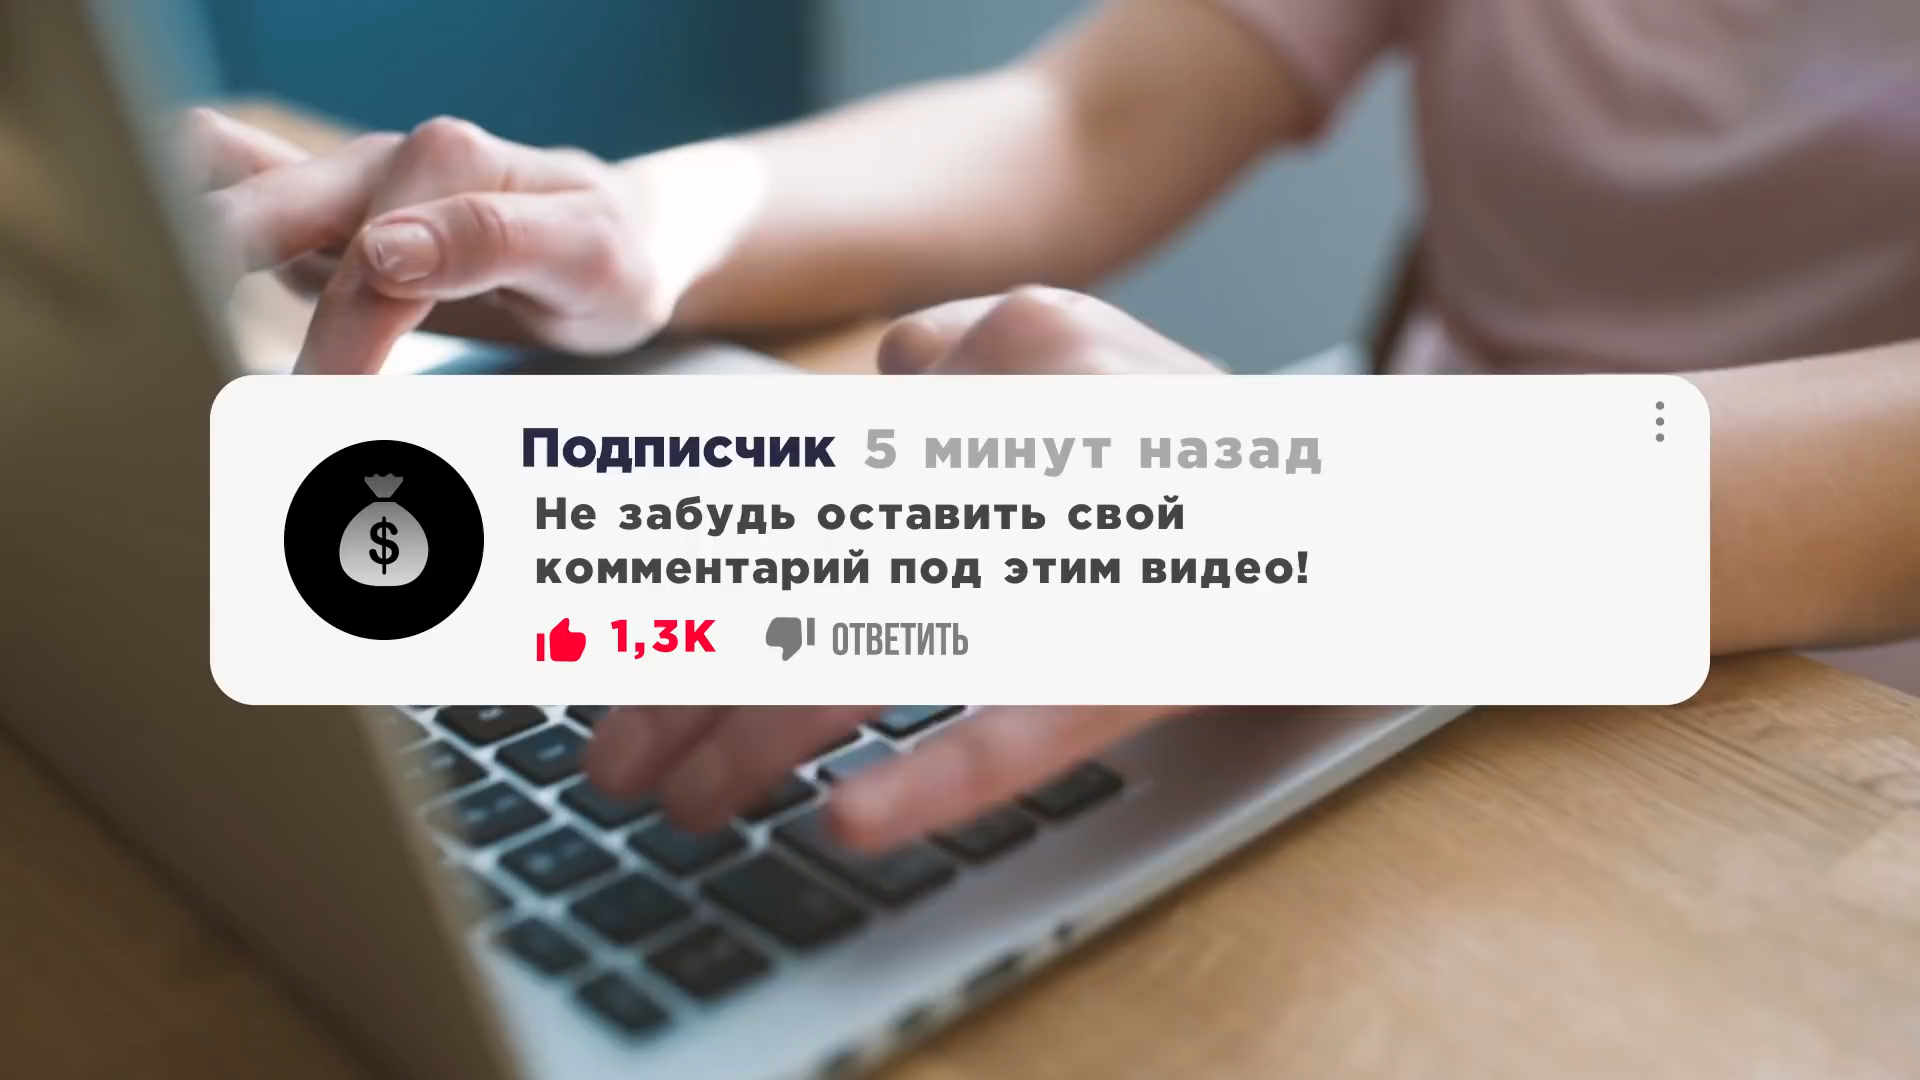 Подписчик 5 минут назад
Не забудь оставить свой
комментарий под этим видео!
$
1,3K ОТВЕТИТЬ